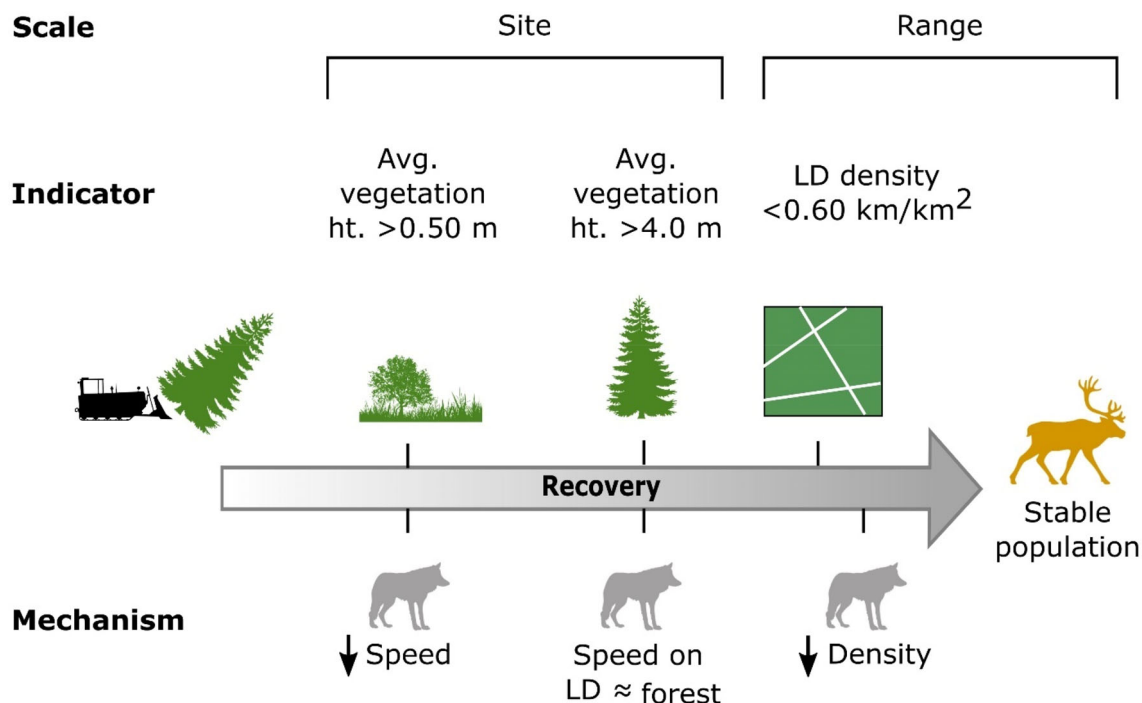 Scale
Site
Range
Indicator
Avg.
vegetation
ht. >0.50 m
Avg.
vegetation
ht. >4.0 m
LD density
<0.60 km/km²
Recovery
Stable
population
Mechanism
↓ Speed
Speed on
LD ≈ forest
↓ Density